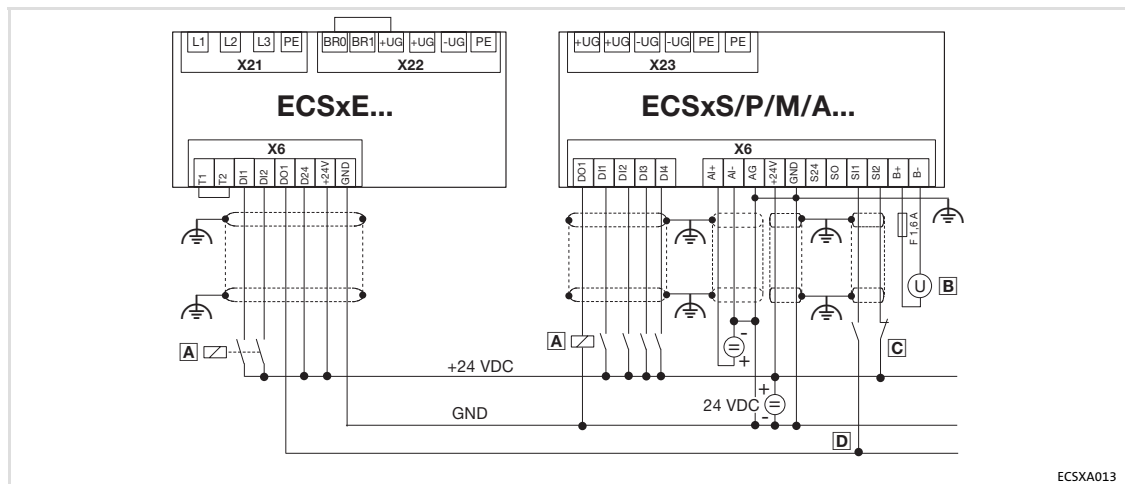 L1 L2 L3 PE BR0 BR1 +UG +UG -UG PE
X21 X22
+UG +UG -UG -UG PE PE
X23
ECSxE... ECSxS/P/M/A...
X6 X6
T1 T2 DI1 DI2 DO1 D24 +24V GND
DO1 DI1 DI2 DI3 DI4 AI+ AI- AG +24V GND S24 SO SI1 SI2 B+ B-
F 1,6 A
U B
A A - C
+
+24 VDC
+
24 VDC
-
GND
D
ECSXA013